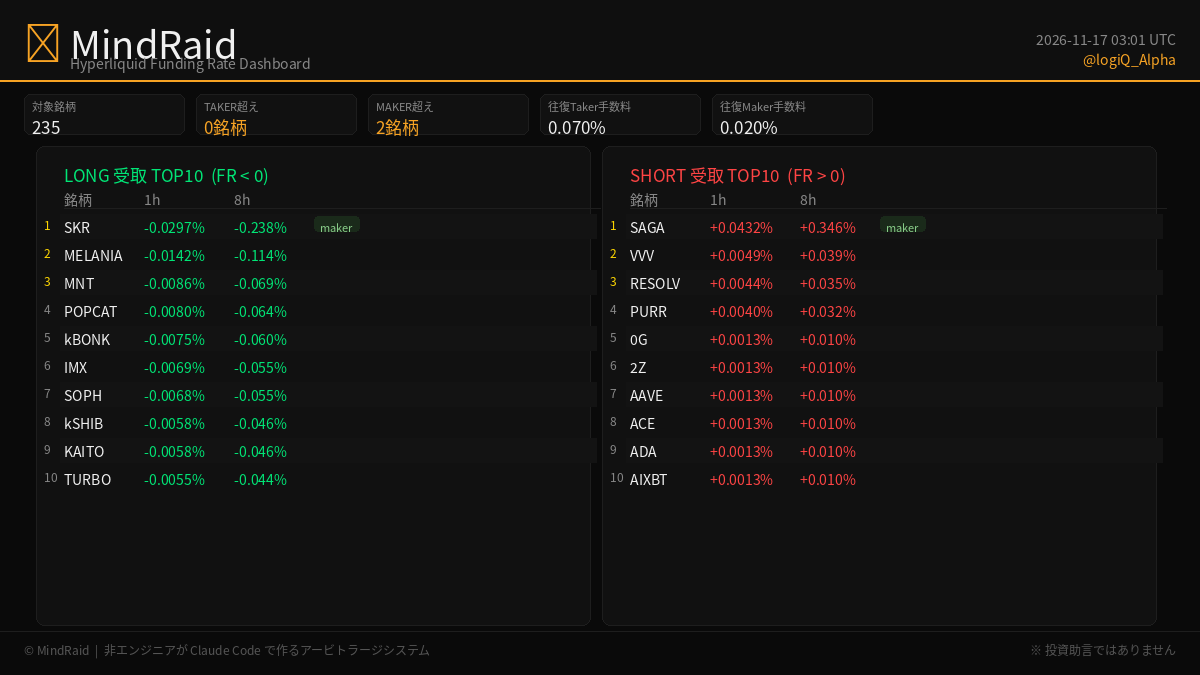 MindRaid
Hyperliquid Funding Rate Dashboard
2026-11-17 03:01 UTC
@logiQ_Alpha
対象銘柄
235
TAKER超え
0銘柄
MAKER超え
2銘柄
往復Taker手数料
0.070%
往復Maker手数料
0.020%
LONG 受取 TOP10 (FR < 0)
銘柄 1h 8h
1 SKR -0.0297% -0.238% maker
2 MELANIA -0.0142% -0.114%
3 MNT -0.0086% -0.069%
4 POPCAT -0.0080% -0.064%
5 kBONK -0.0075% -0.060%
6 IMX -0.0069% -0.055%
7 SOPH -0.0068% -0.055%
8 kSHIB -0.0058% -0.046%
9 KAITO -0.0058% -0.046%
10 TURBO -0.0055% -0.044%
SHORT 受取 TOP10 (FR > 0)
銘柄 1h 8h
1 SAGA +0.0432% +0.346% maker
2 VVV +0.0049% +0.039%
3 RESOLV +0.0044% +0.035%
4 PURR +0.0040% +0.032%
5 0G +0.0013% +0.010%
6 2Z +0.0013% +0.010%
7 AAVE +0.0013% +0.010%
8 ACE +0.0013% +0.010%
9 ADA +0.0013% +0.010%
10 AIXBT +0.0013% +0.010%
© MindRaid | 非エンジニアが Claude Code で作るアービトラージシステム
※ 投資助言ではありません